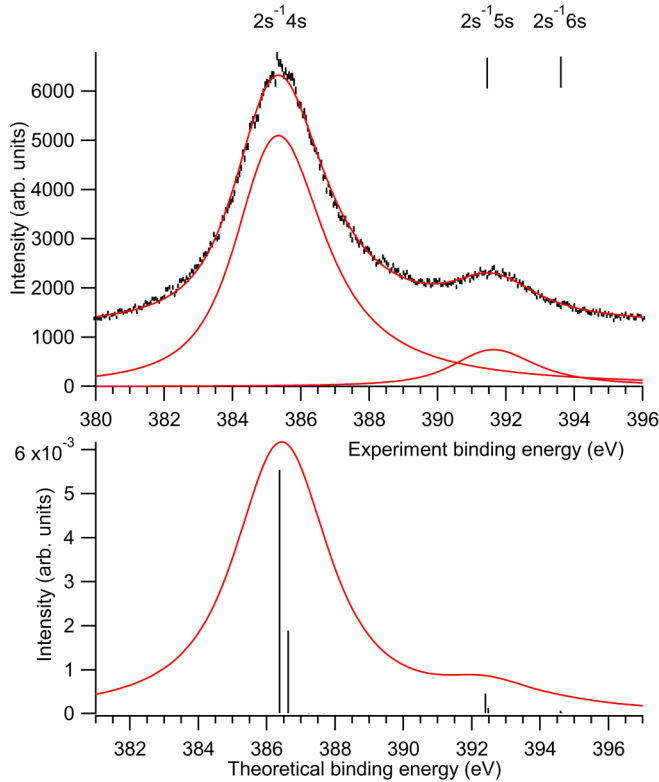 2s⁻¹4s 2s⁻¹5s 2s⁻¹6s
6000
5000
4000
3000
2000
1000
0
Intensity (arb. units)
380 382 384 386 388 390 392 394 396
Experiment binding energy (eV)
6 x10⁻³
5
4
3
2
1
0
Intensity (arb. units)
382 384 386 388 390 392 394 396
Theoretical binding energy (eV)